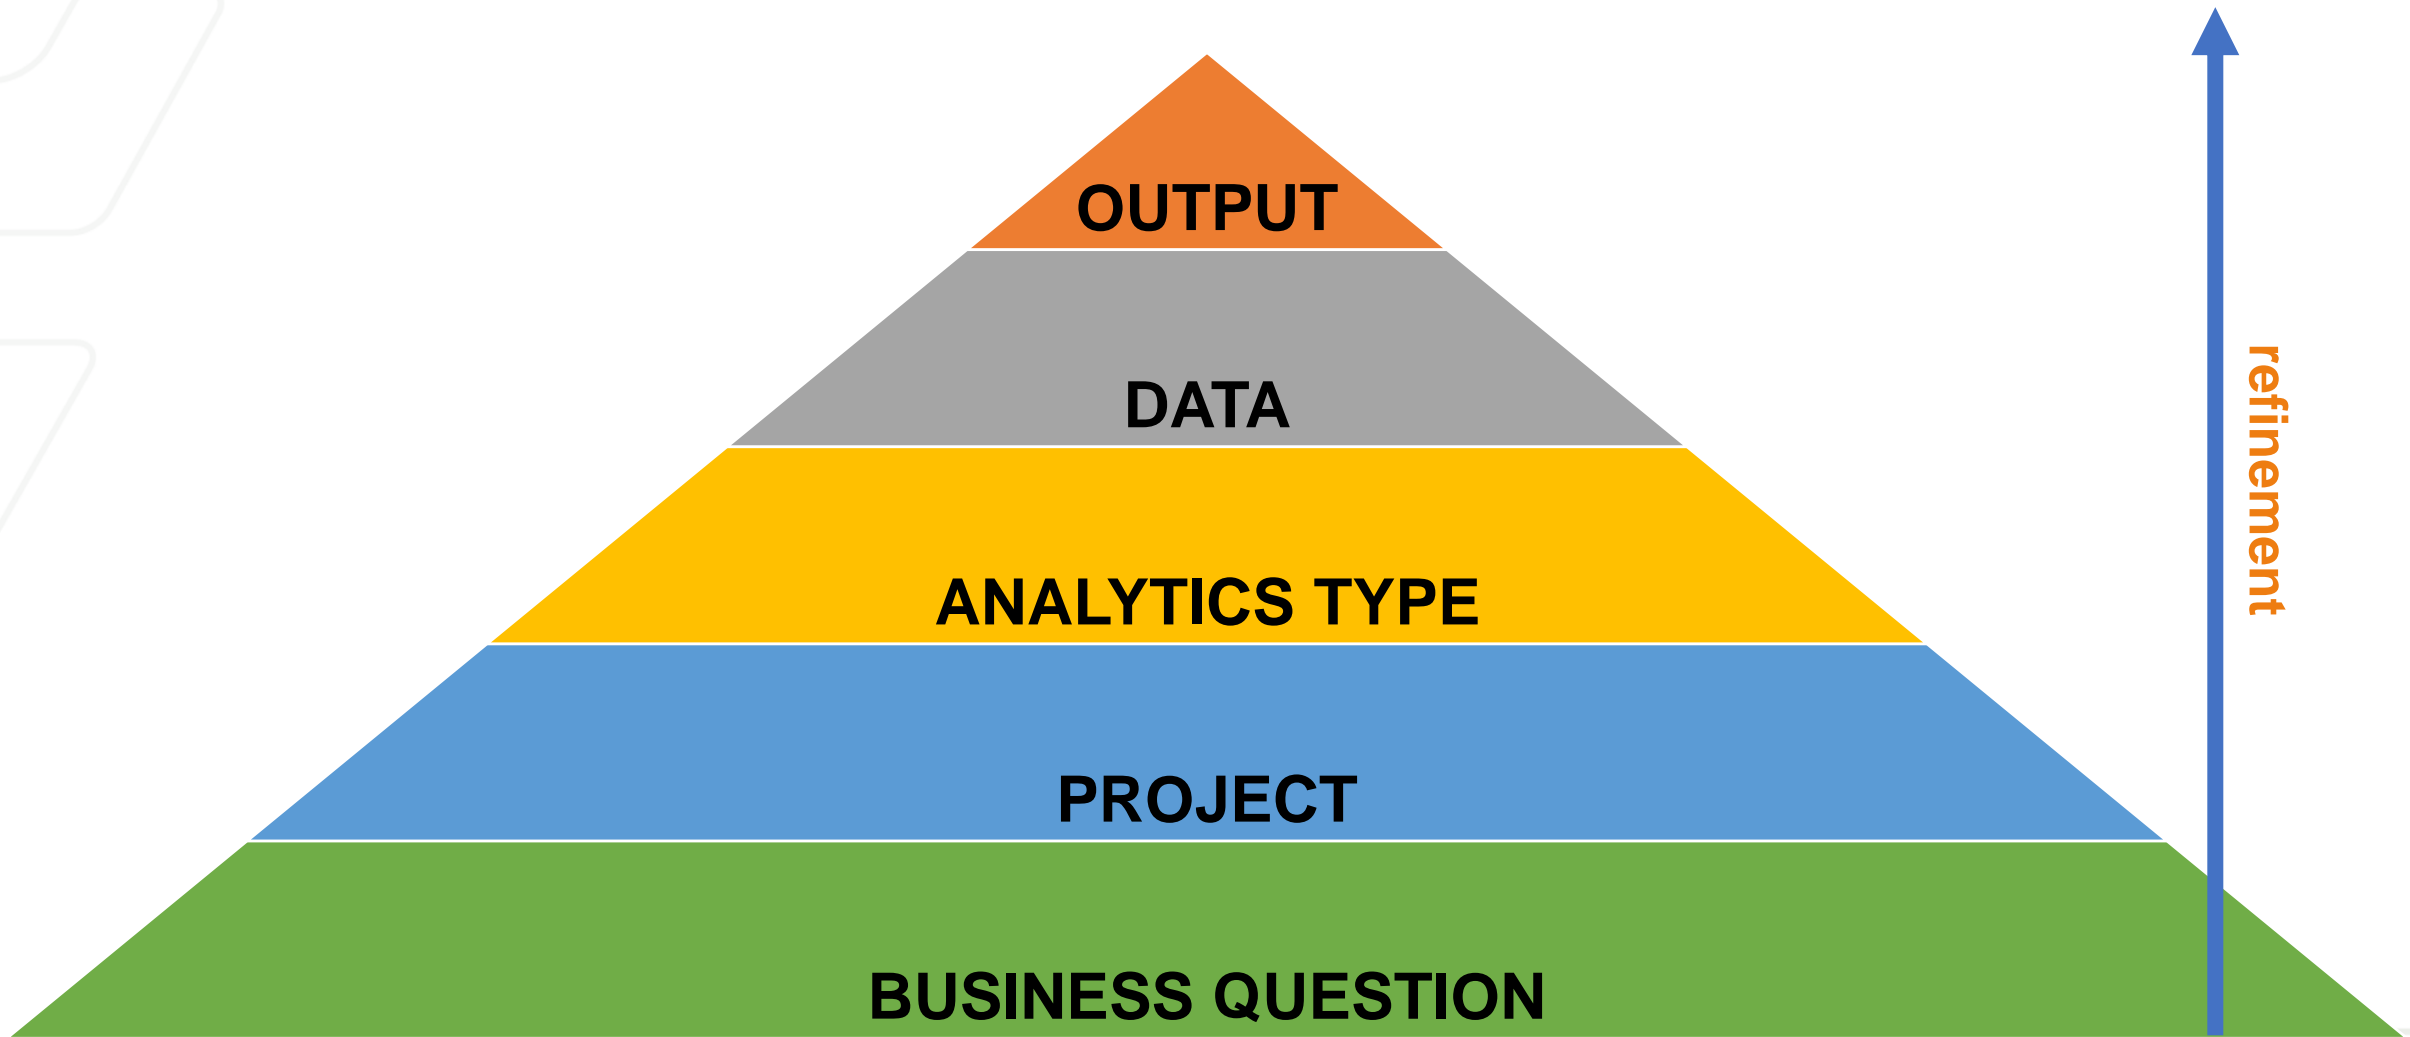 OUTPUT
DATA
ANALYTICS TYPE
PROJECT
BUSINESS QUESTION
refinement